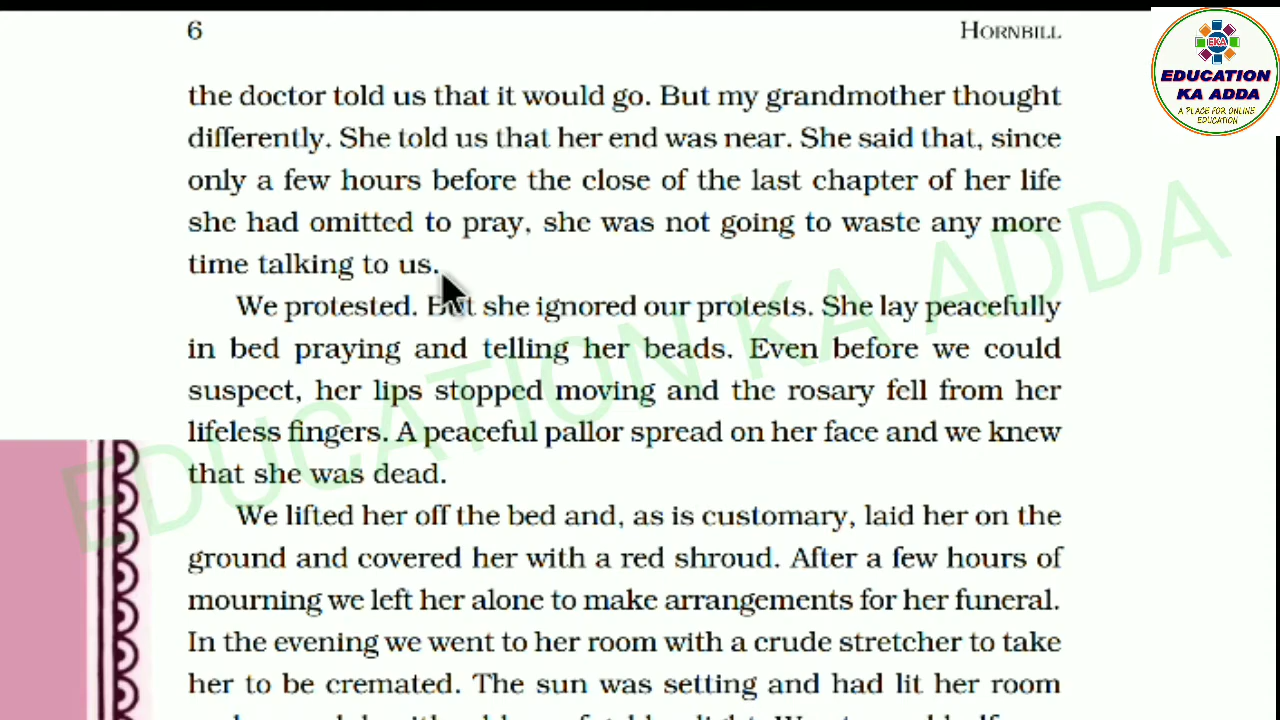 6 HORNBILL
EKA
EDUCATION
KA ADDA
A PLACE FOR ONLINE
EDUCATION
the doctor told us that it would go. But my grandmother thought
differently. She told us that her end was near. She said that, since
only a few hours before the close of the last chapter of her life
she had omitted to pray, she was not going to waste any more
time talking to us.
We protested. But she ignored our protests. She lay peacefully
in bed praying and telling her beads. Even before we could
suspect, her lips stopped moving and the rosary fell from her
lifeless fingers. A peaceful pallor spread on her face and we knew
that she was dead.
We lifted her off the bed and, as is customary, laid her on the
ground and covered her with a red shroud. After a few hours of
mourning we left her alone to make arrangements for her funeral.
In the evening we went to her room with a crude stretcher to take
her to be cremated. The sun was setting and had lit her room
EDUCATION KA ADDA